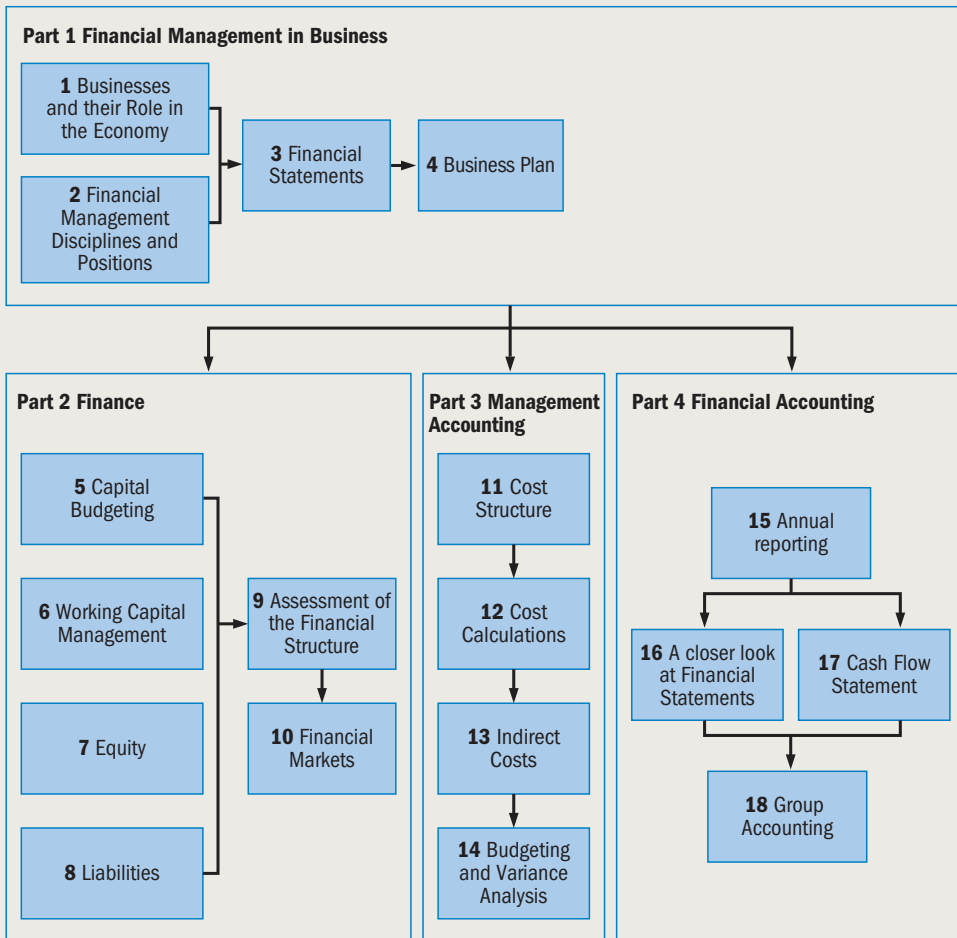 Part 1 Financial Management in Business
1 Businesses
and their Role in
the Economy
2 Financial
Management
Disciplines and
Positions
3 Financial
Statements
4 Business Plan
Part 2 Finance
5 Capital
Budgeting
6 Working Capital
Management
7 Equity
8 Liabilities
9 Assessment of
the Financial
Structure
10 Financial
Markets
Part 3 Management
Accounting
11 Cost
Structure
12 Cost
Calculations
13 Indirect
Costs
14 Budgeting
and Variance
Analysis
Part 4 Financial Accounting
15 Annual
reporting
16 A closer look
at Financial
Statements
17 Cash Flow
Statement
18 Group
Accounting